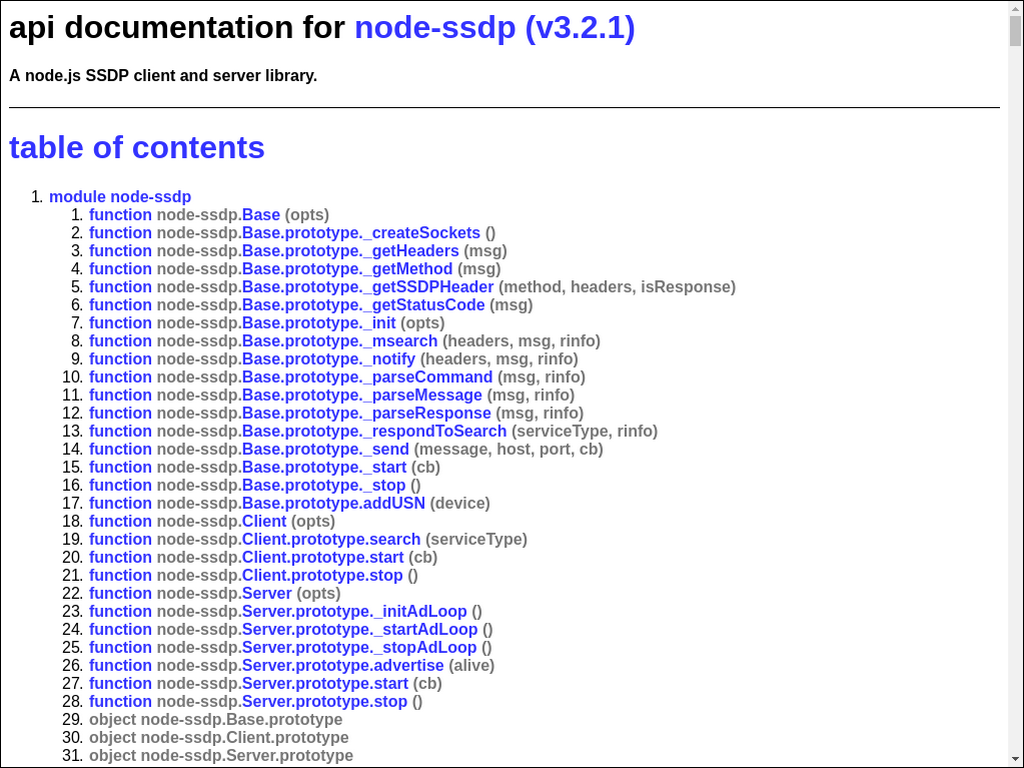 api documentation for node-ssdp (v3.2.1)
A node.js SSDP client and server library.
table of contents
1. module node-ssdp
1. function node-ssdp.Base (opts)
2. function node-ssdp.Base.prototype._createSockets ()
3. function node-ssdp.Base.prototype._getHeaders (msg)
4. function node-ssdp.Base.prototype._getMethod (msg)
5. function node-ssdp.Base.prototype._getSSDPHeader (method, headers, isResponse)
6. function node-ssdp.Base.prototype._getStatusCode (msg)
7. function node-ssdp.Base.prototype._init (opts)
8. function node-ssdp.Base.prototype._msearch (headers, msg, rinfo)
9. function node-ssdp.Base.prototype._notify (headers, msg, rinfo)
10. function node-ssdp.Base.prototype._parseCommand (msg, rinfo)
11. function node-ssdp.Base.prototype._parseMessage (msg, rinfo)
12. function node-ssdp.Base.prototype._parseResponse (msg, rinfo)
13. function node-ssdp.Base.prototype._respondToSearch (serviceType, rinfo)
14. function node-ssdp.Base.prototype._send (message, host, port, cb)
15. function node-ssdp.Base.prototype._start (cb)
16. function node-ssdp.Base.prototype._stop ()
17. function node-ssdp.Base.prototype.addUSN (device)
18. function node-ssdp.Client (opts)
19. function node-ssdp.Client.prototype.search (serviceType)
20. function node-ssdp.Client.prototype.start (cb)
21. function node-ssdp.Client.prototype.stop ()
22. function node-ssdp.Server (opts)
23. function node-ssdp.Server.prototype._initAdLoop ()
24. function node-ssdp.Server.prototype._startAdLoop ()
25. function node-ssdp.Server.prototype._stopAdLoop ()
26. function node-ssdp.Server.prototype.advertise (alive)
27. function node-ssdp.Server.prototype.start (cb)
28. function node-ssdp.Server.prototype.stop ()
29. object node-ssdp.Base.prototype
30. object node-ssdp.Client.prototype
31. object node-ssdp.Server.prototype